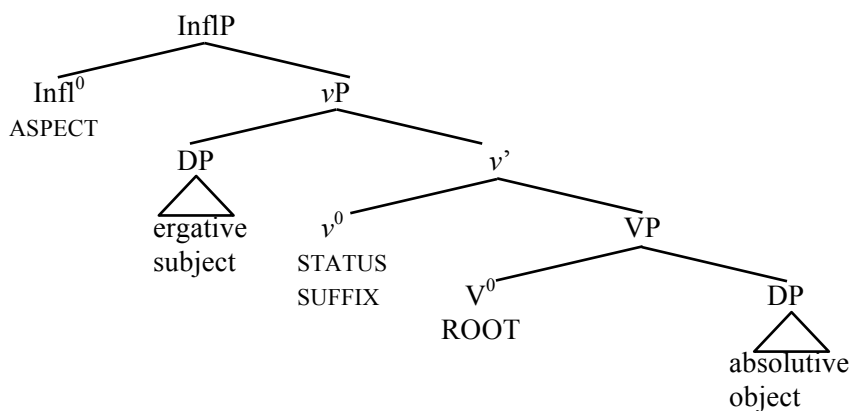 InflP
Infl⁰ vP
ASPECT
DP v’
ergative
subject
v⁰ VP
STATUS
SUFFIX
V⁰ DP
ROOT
absolutive
object